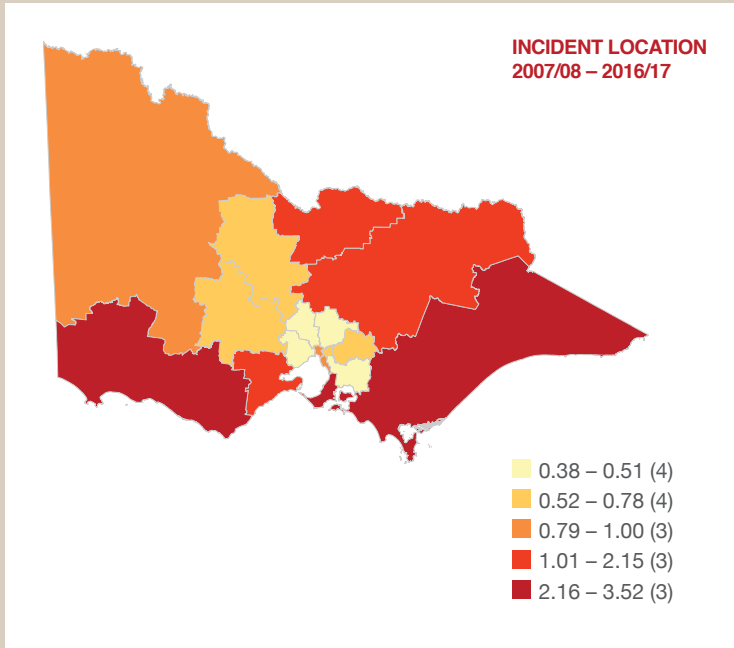 INCIDENT LOCATION
2007/08 – 2016/17
0.38 – 0.51 (4)
0.52 – 0.78 (4)
0.79 – 1.00 (3)
1.01 – 2.15 (3)
2.16 – 3.52 (3)